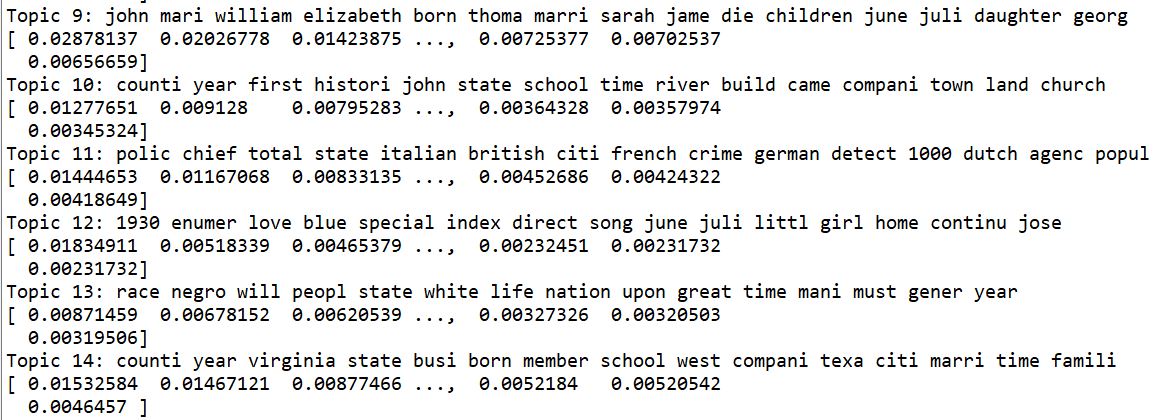 Topic 9: john mari william elizabeth born thoma marri sarah jame die children june juli daughter georg
[ 0.02878137  0.02026778  0.01423875 ...,  0.00725377  0.00702537
  0.00656659]
Topic 10: counti year first histori john state school time river build came compani town land church
[ 0.01277651  0.009128    0.00795283 ...,  0.00364328  0.00357974
  0.00345324]
Topic 11: polic chief total state italian british citi french crime german detect 1000 dutch agenc popul
[ 0.01444653  0.01167068  0.00833135 ...,  0.00452686  0.00424322
  0.00418649]
Topic 12: 1930 enumer love blue special index direct song june juli littl girl home continu jose
[ 0.01834911  0.00518339  0.00465379 ...,  0.00232451  0.00231732
  0.00231732]
Topic 13: race negro will peopl state white life nation upon great time mani must gener year
[ 0.00871459  0.00678152  0.00620539 ...,  0.00327326  0.00320503
  0.00319506]
Topic 14: counti year virginia state busi born member school west compani texa citi marri time famili
[ 0.01532584  0.01467121  0.00877466 ...,  0.0052184   0.00520542
  0.0046457 ]